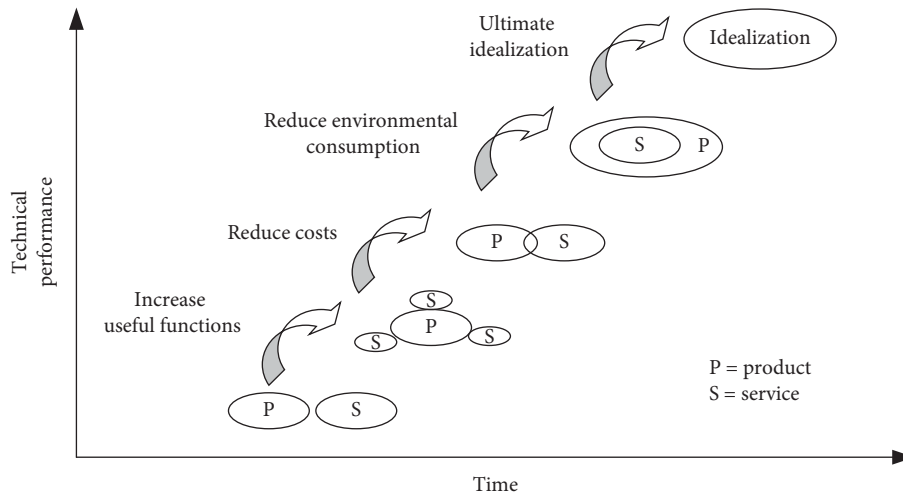 Ultimate
idealization
Idealization
Reduce environmental
consumption
S P
Reduce costs
P S
Technical
performance
Increase
useful functions
S
P
S S
P = product
S = service
P S
Time